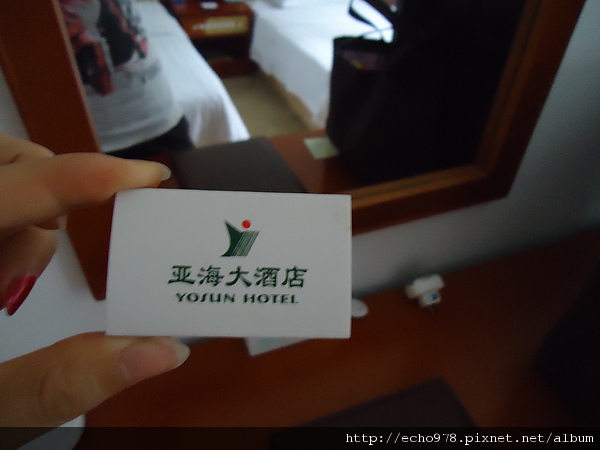 亚海大酒店
YOSUN HOTEL
http://echo978.pixnet.net/album